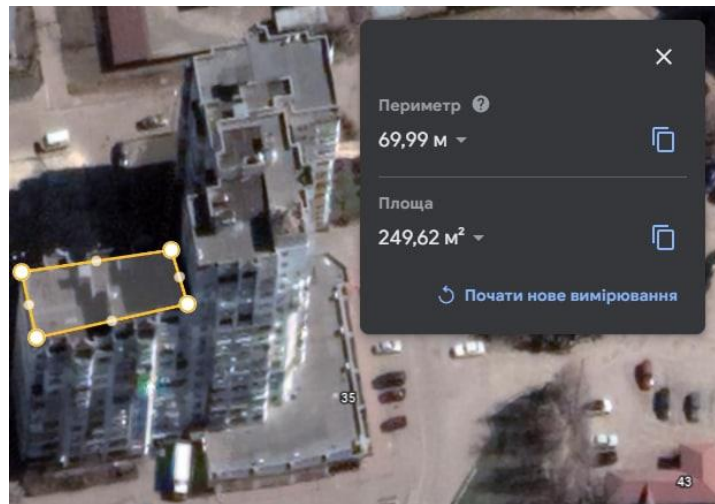 Периметр
69,99 м
Площа
249,62 м²
Почати нове вимірювання
35
43